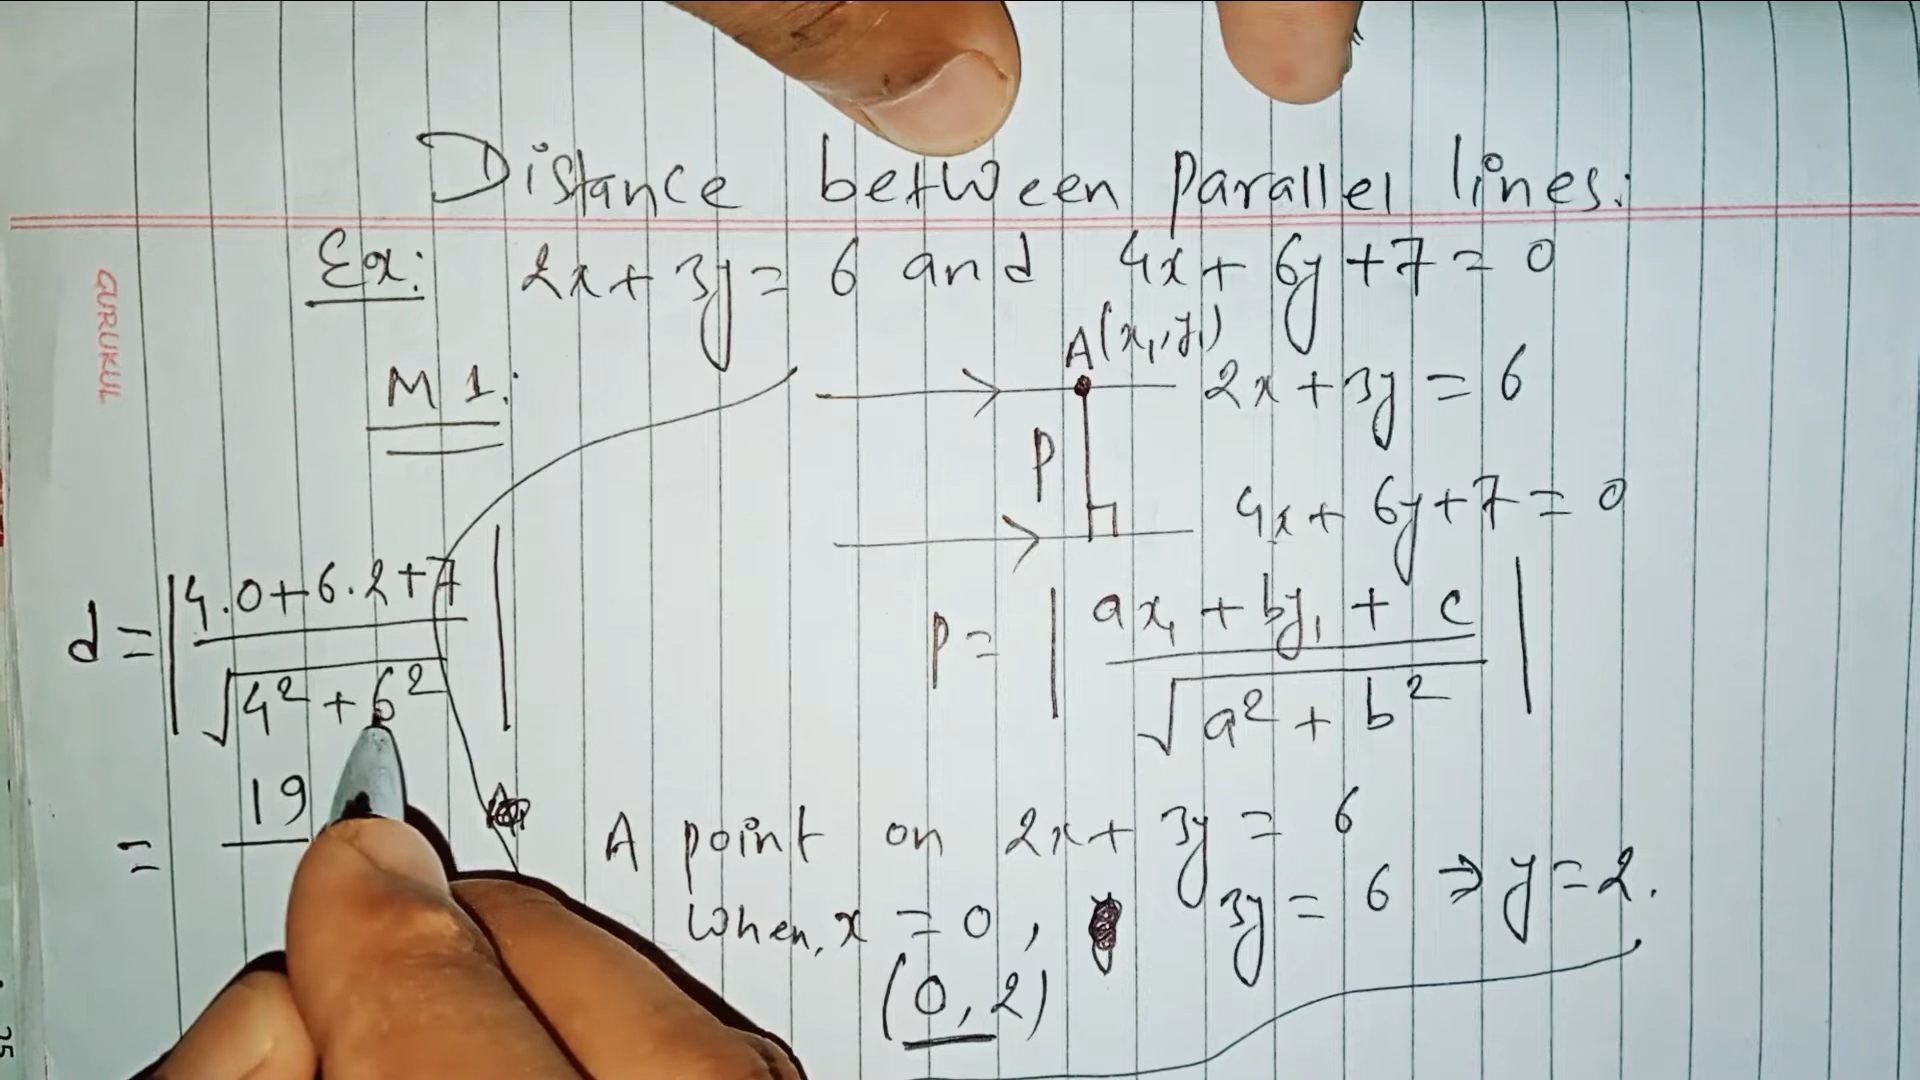 Distance between parallel lines:
Ex: 2x + 3y = 6 and 4x + 6y + 7 = 0
GURUKUL
M 1:
A(x₁, y₁)
2x + 3y = 6
P
4x + 6y + 7 = 0
d = |4.0 + 6.2 + 7 / √4² + 6²|
P = |ax₁ + by₁ + c / √a² + b²|
= 19
A point on 2x + 3y = 6
When, x = 0, 3y = 6 ⇒ y = 2.
(0, 2)
25